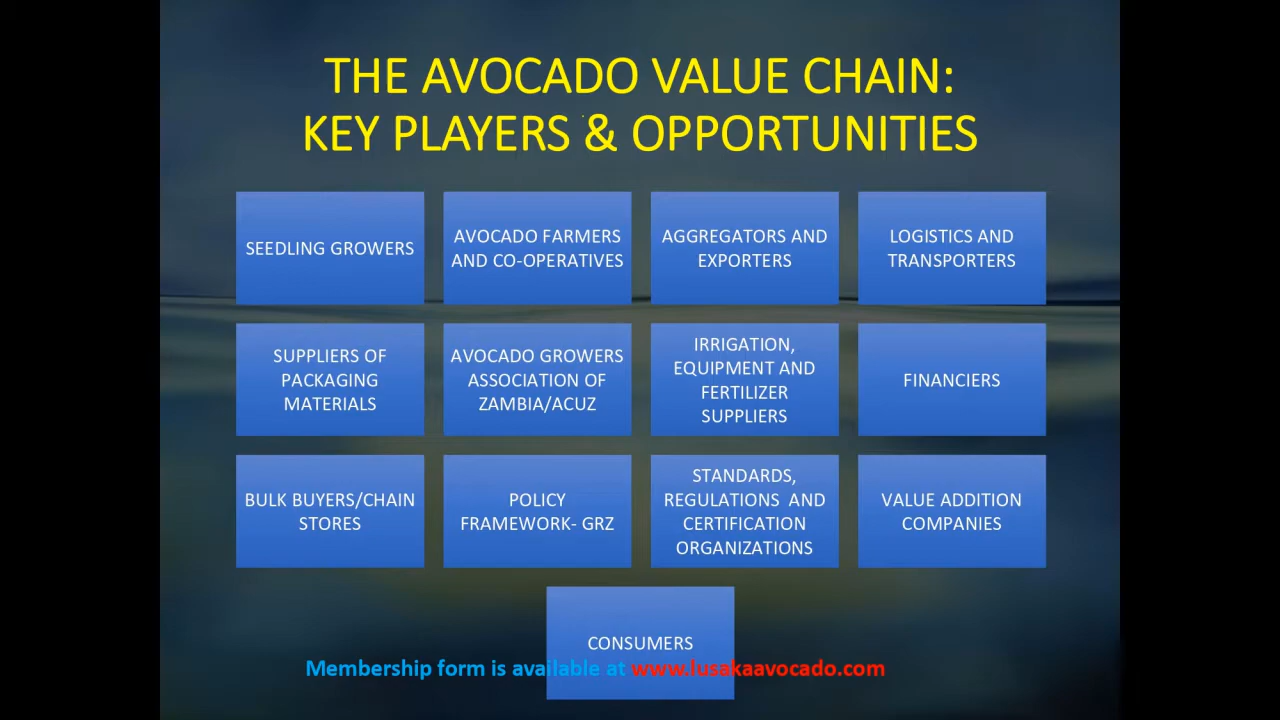 THE AVOCADO VALUE CHAIN:
KEY PLAYERS & OPPORTUNITIES
SEEDLING GROWERS
AVOCADO FARMERS
AND CO-OPERATIVES
AGGREGATORS AND
EXPORTERS
LOGISTICS AND
TRANSPORTERS
SUPPLIERS OF
PACKAGING
MATERIALS
AVOCADO GROWERS
ASSOCIATION OF
ZAMBIA/ACUZ
IRRIGATION,
EQUIPMENT AND
FERTILIZER
SUPPLIERS
FINANCIERS
BULK BUYERS/CHAIN
STORES
POLICY
FRAMEWORK- GRZ
STANDARDS,
REGULATIONS AND
CERTIFICATION
ORGANIZATIONS
VALUE ADDITION
COMPANIES
CONSUMERS
Membership form is available at www.lusakaavocado.com